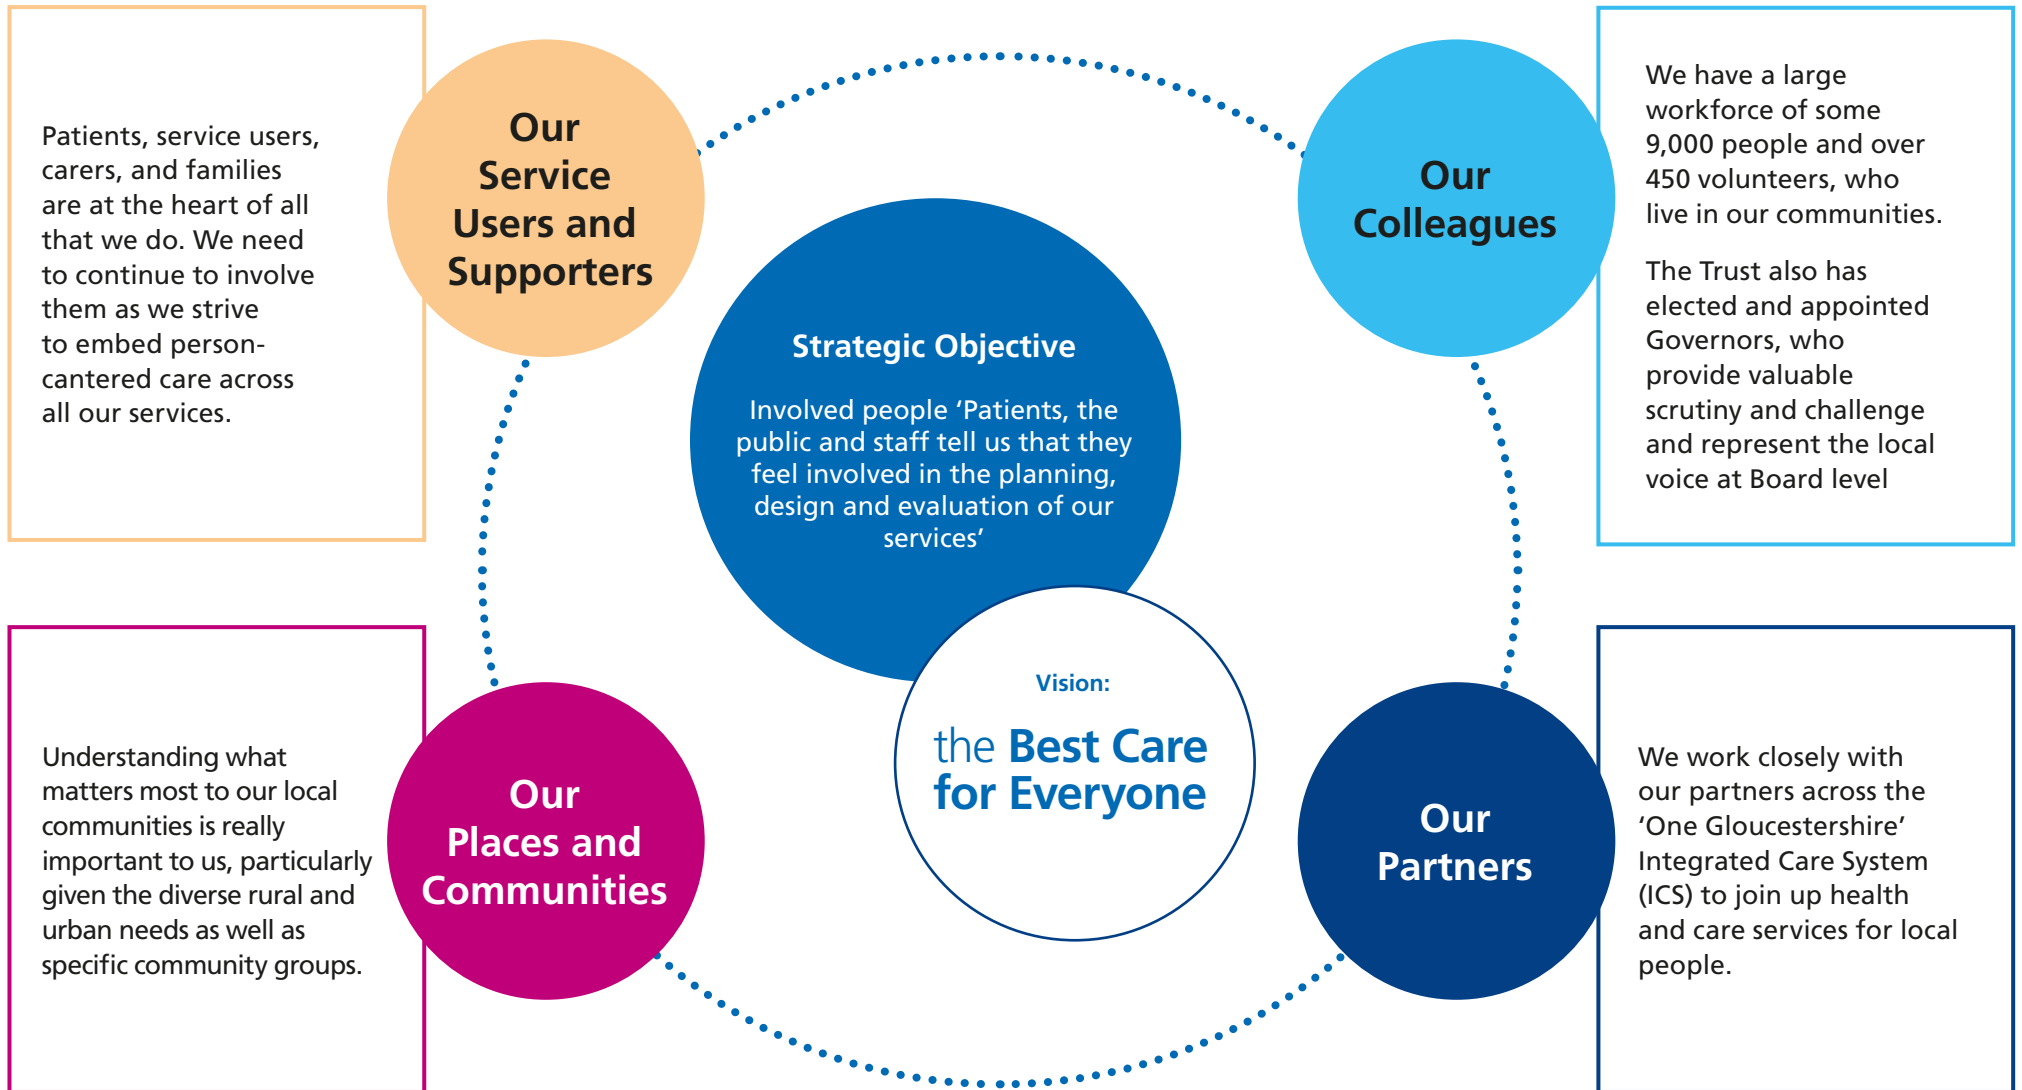 Patients, service users,
carers, and families
are at the heart of all
that we do. We need
to continue to involve
them as we strive
to embed person-
cantered care across
all our services.
Our
Service
Users and
Supporters
Our
Colleagues
We have a large
workforce of some
9,000 people and over
450 volunteers, who
live in our communities.
The Trust also has
elected and appointed
Governors, who
provide valuable
scrutiny and challenge
and represent the local
voice at Board level
Strategic Objective
Involved people ‘Patients, the
public and staff tell us that they
feel involved in the planning,
design and evaluation of our
services’
Vision:
the Best Care
for Everyone
Understanding what
matters most to our local
communities is really
important to us, particularly
given the diverse rural and
urban needs as well as
specific community groups.
Our
Places and
Communities
Our
Partners
We work closely with
our partners across the
‘One Gloucestershire’
Integrated Care System
(ICS) to join up health
and care services for local
people.